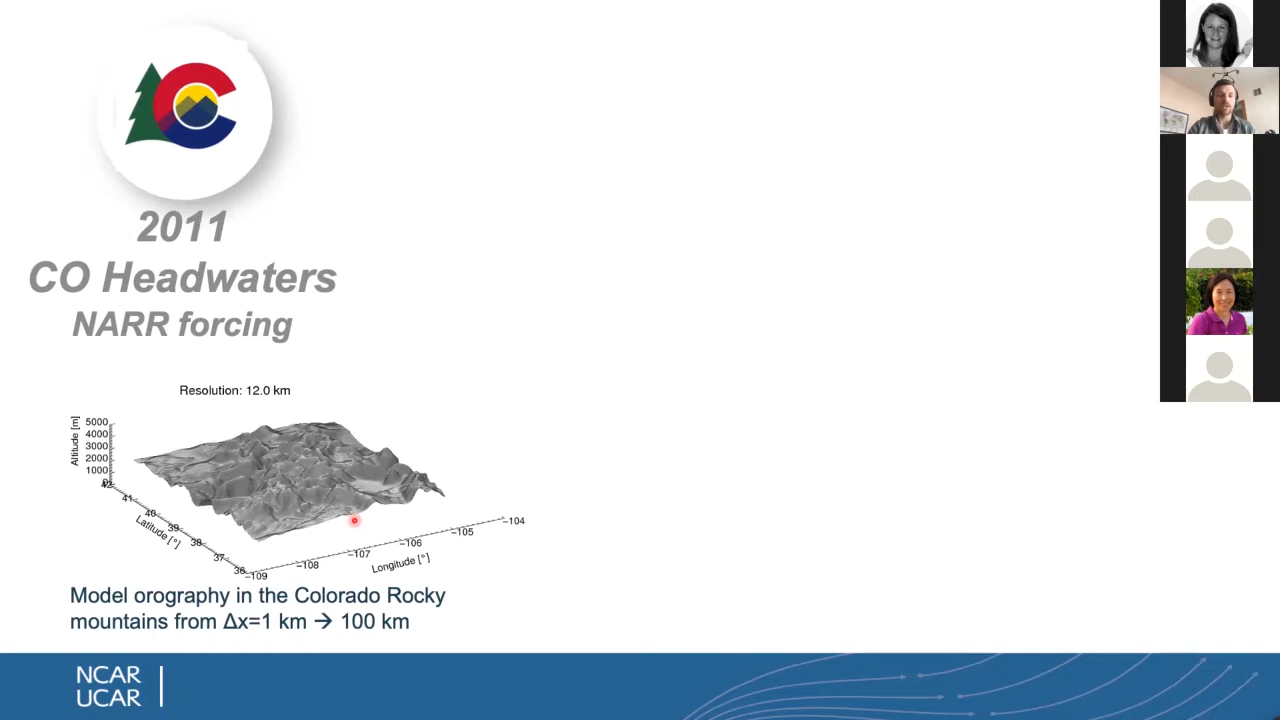 2011
CO Headwaters
NARR forcing
Resolution: 12.0 km
Altitude [m]
5000
4000
3000
2000
1000
0
42
41
40
39
38
37
36
Latitude [°]
−109
−108
−107
−106
−105
−104
Longitude [°]
Model orography in the Colorado Rocky
mountains from Δx=1 km → 100 km
NCAR
UCAR